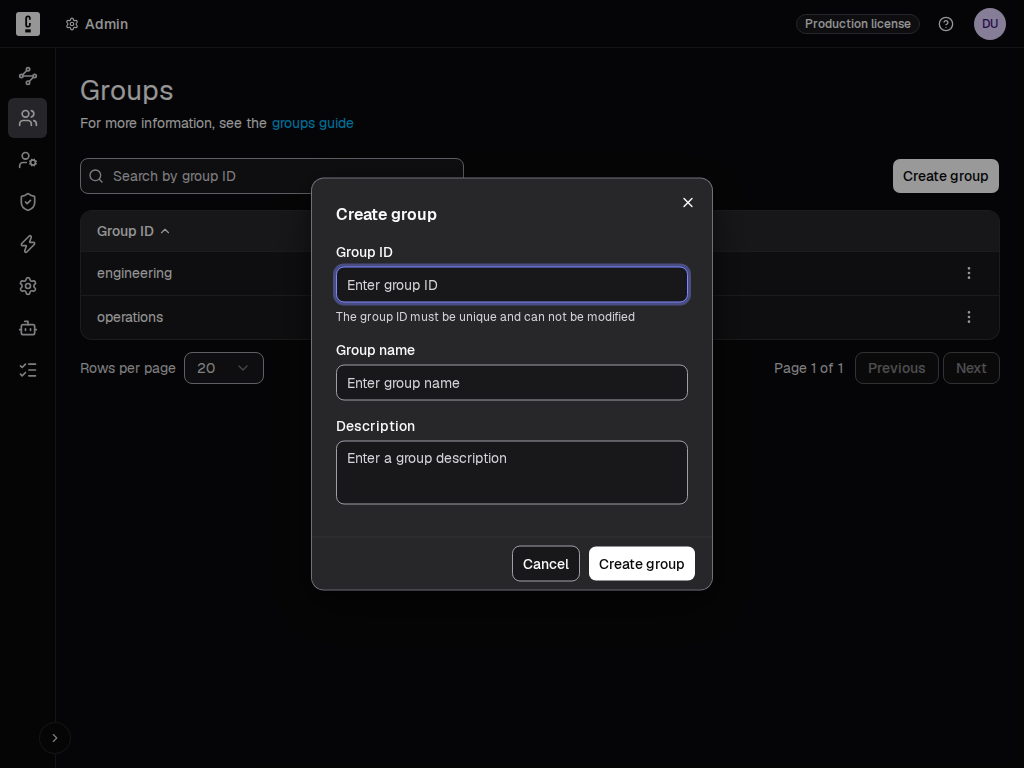 Admin
Production license
DU
Groups
For more information, see the groups guide
Search by group ID
Create group
Group ID
engineering
operations
Rows per page
20
Page 1 of 1
Previous
Next
Create group
Group ID
Enter group ID
The group ID must be unique and can not be modified
Group name
Enter group name
Description
Enter a group description
Cancel
Create group